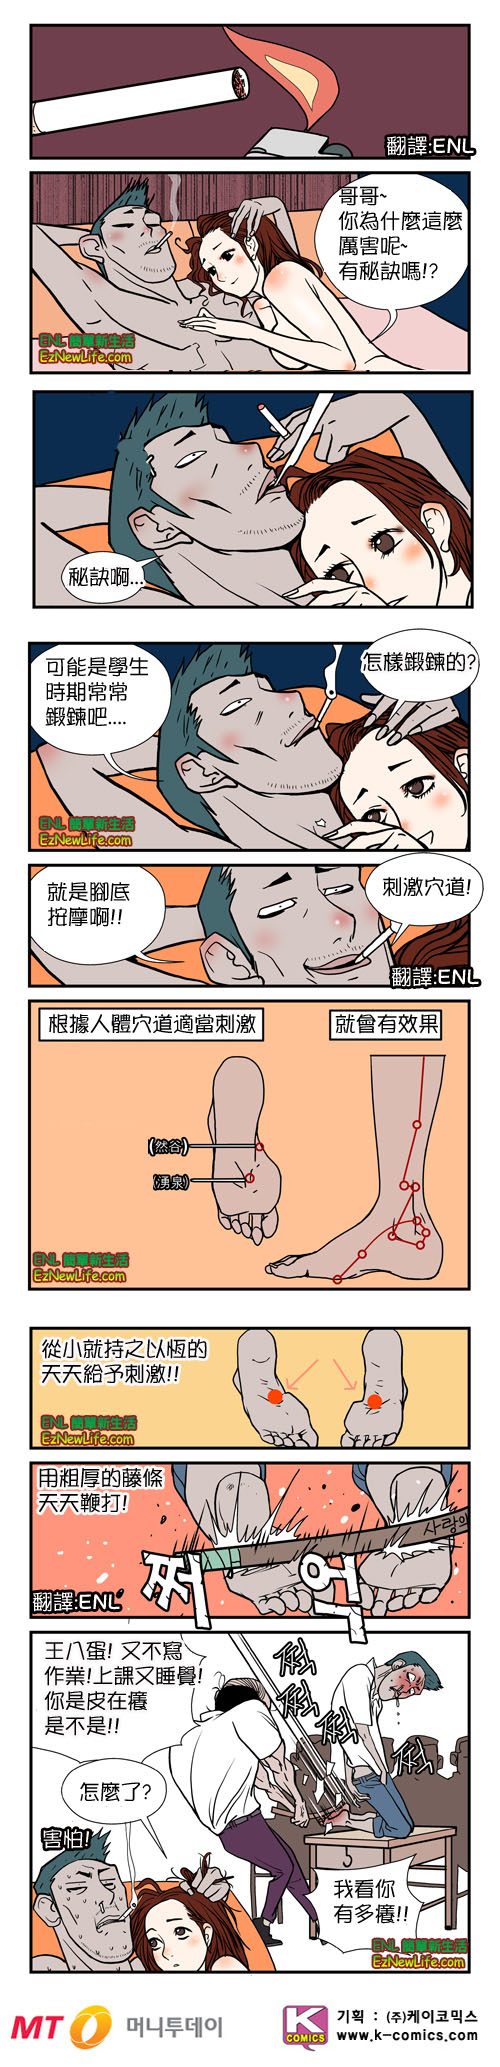 翻譯:ENL
哥哥~
你為什麼這麼
厲害呢~
有秘訣嗎!?
ENL 簡單新生活
EzNewLife.com
秘訣啊...
可能是學生
時期常常
鍛鍊吧....
怎樣鍛鍊的?
ENL 簡單新生活
EzNewLife.com
就是腳底
按摩啊!!
刺激穴道!
翻譯:ENL
根據人體穴道適當刺激
就會有效果
(然谷)
(湧泉)
ENL 簡單新生活
EzNewLife.com
從小就持之以恆的
天天給予刺激!!
ENL 簡單新生活
EzNewLife.com
用粗厚的藤條
天天鞭打!
사랑의
翻譯:ENL
王八蛋! 又不寫
作業!上課又睡覺!
你是皮在癢
是不是!!
怎麼了?
害怕!
我看你
有多癢!!
ENL 簡單新生活
EzNewLife.com
MT 머니투데이
K COMICS
기획 : (주)케이코믹스
www.k-comics.com